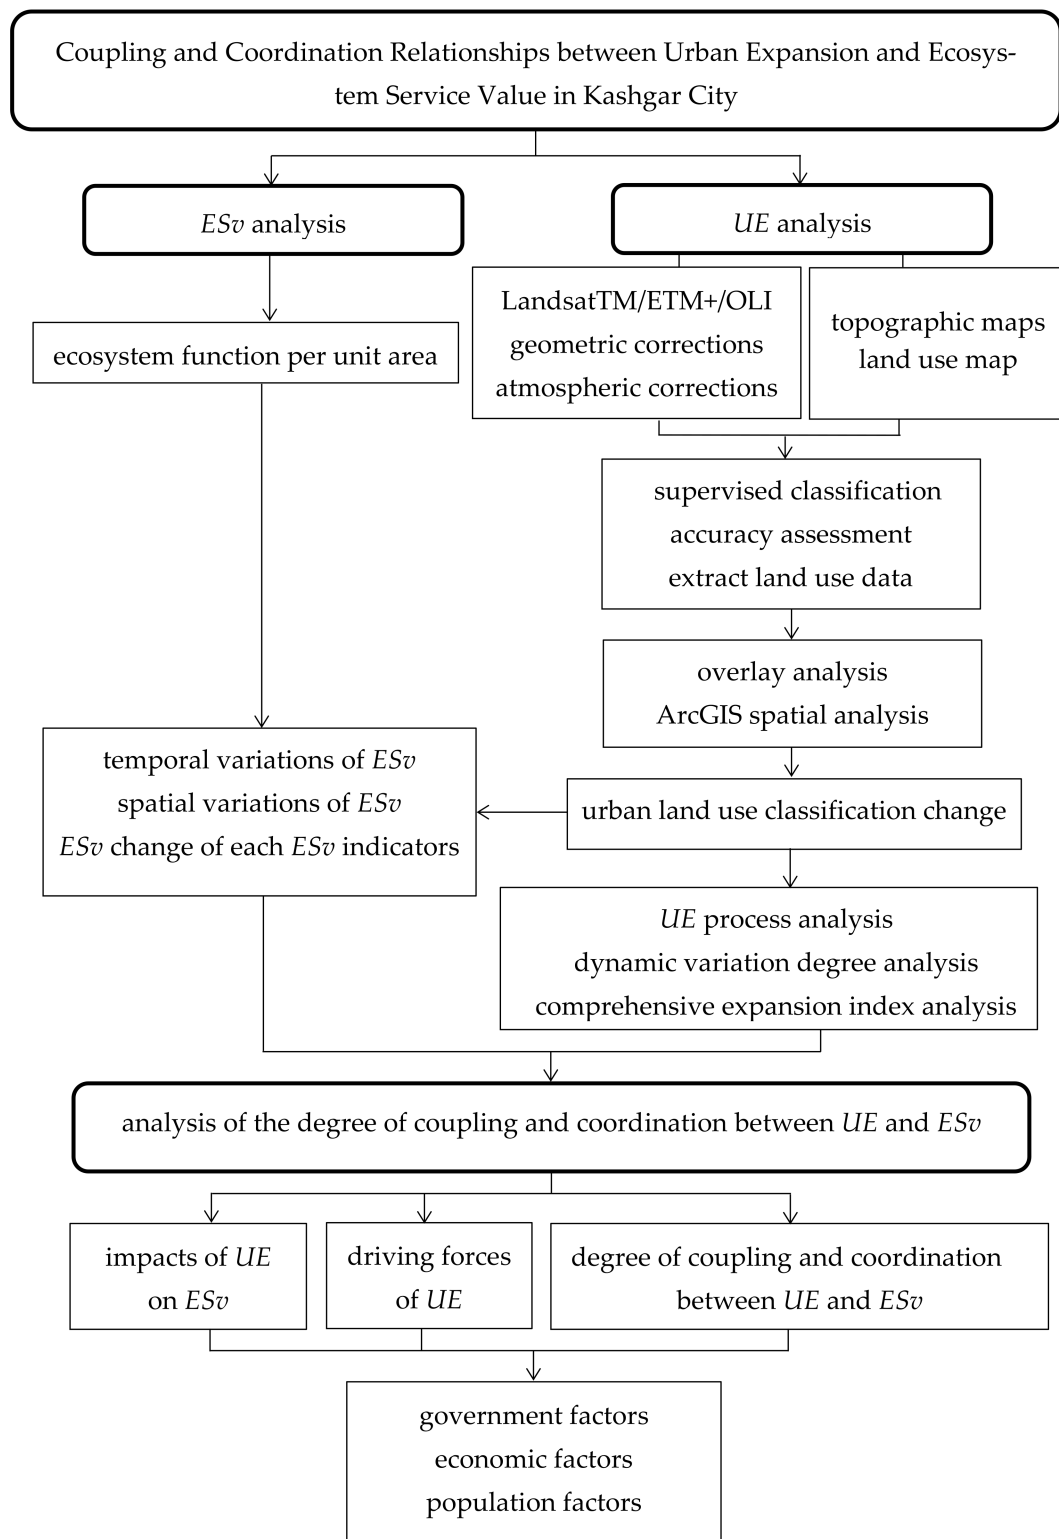 Coupling and Coordination Relationships between Urban Expansion and Ecosys-
tem Service Value in Kashgar City
ESv analysis
UE analysis
LandsatTM/ETM+/OLI
geometric corrections
atmospheric corrections
topographic maps
land use map
ecosystem function per unit area
supervised classification
accuracy assessment
extract land use data
overlay analysis
ArcGIS spatial analysis
temporal variations of ESv
spatial variations of ESv
ESv change of each ESv indicators
urban land use classification change
UE process analysis
dynamic variation degree analysis
comprehensive expansion index analysis
analysis of the degree of coupling and coordination between UE and ESv
impacts of UE
on ESv
driving forces
of UE
degree of coupling and coordination
between UE and ESv
government factors
economic factors
population factors